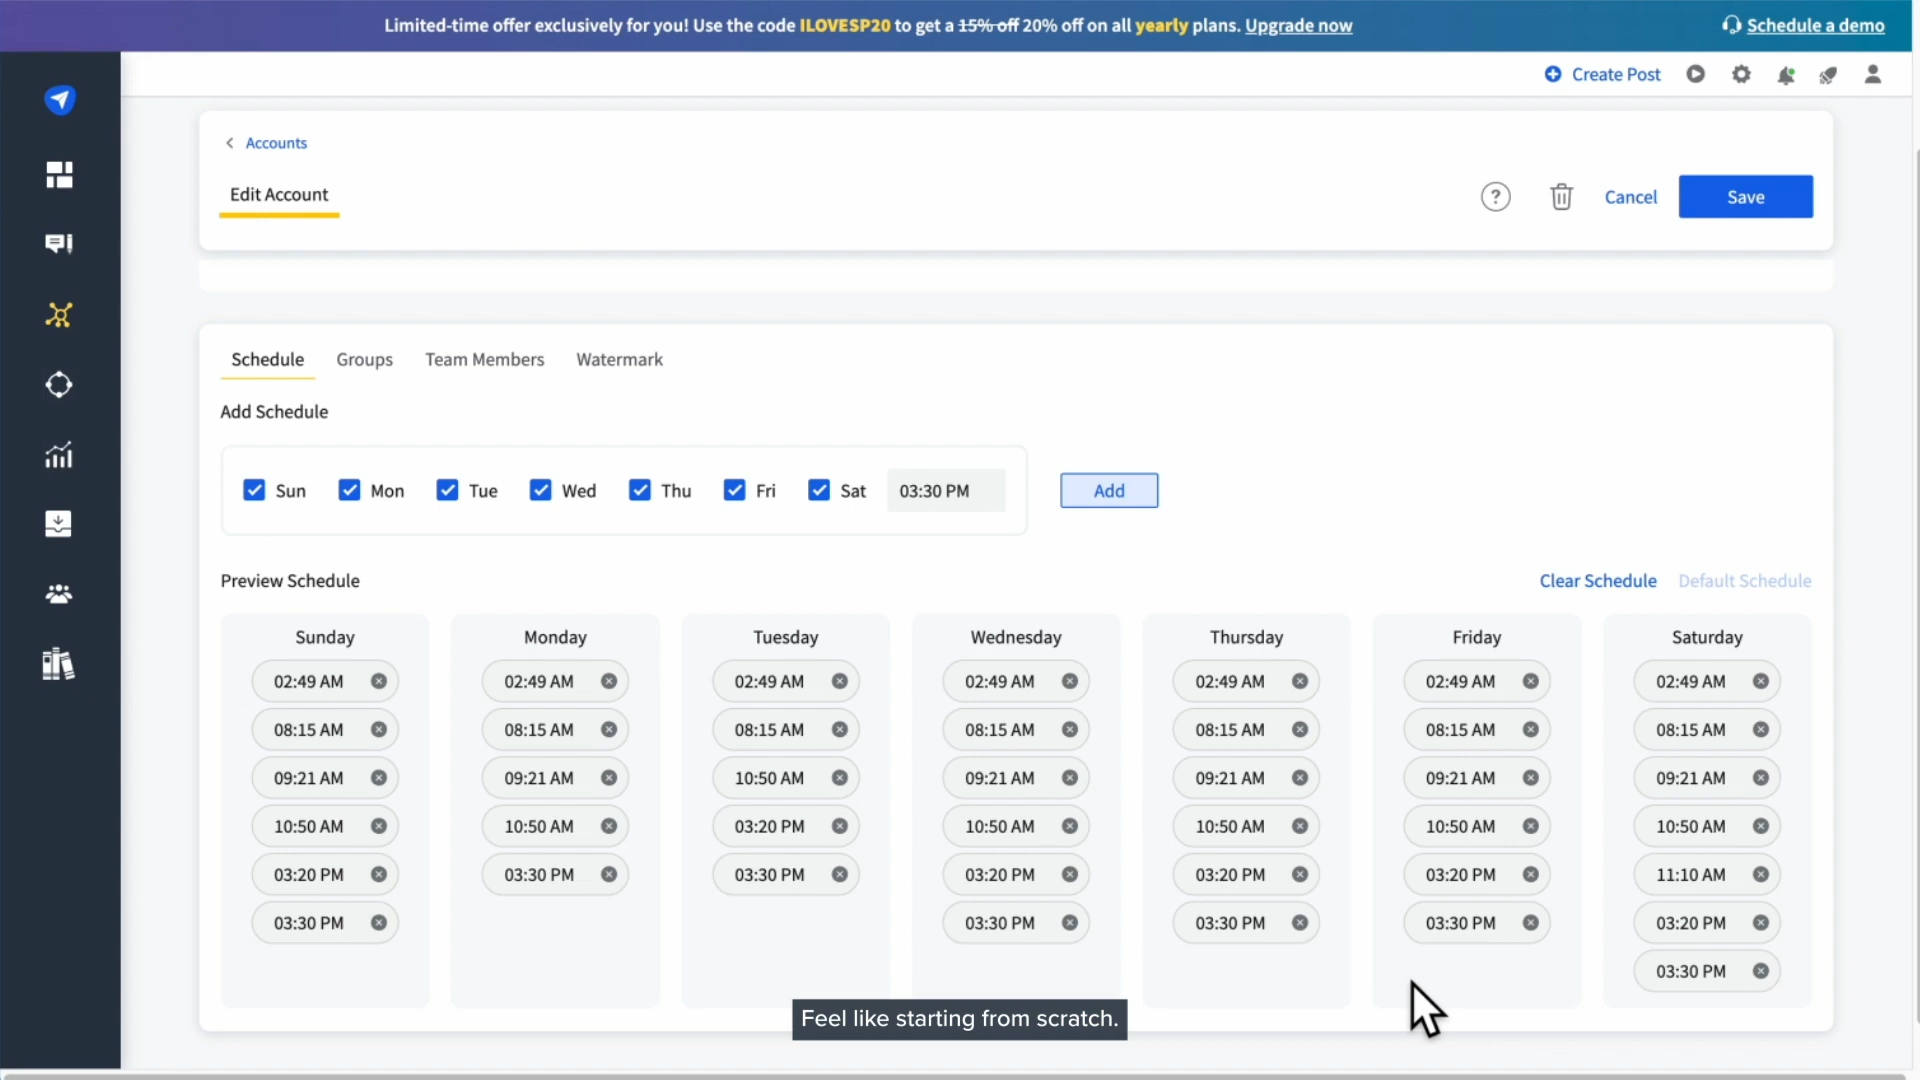 Limited-time offer exclusively for you! Use the code ILOVESP20 to get a 15% off 20% off on all yearly plans. Upgrade now
Schedule a demo
Create Post
Accounts
Edit Account
?
Cancel
Save
Schedule Groups Team Members Watermark
Add Schedule
Sun Mon Tue Wed Thu Fri Sat 03:30 PM Add
Preview Schedule
Clear Schedule Default Schedule
Sunday Monday Tuesday Wednesday Thursday Friday Saturday
02:49 AM 02:49 AM 02:49 AM 02:49 AM 02:49 AM 02:49 AM 02:49 AM
08:15 AM 08:15 AM 08:15 AM 08:15 AM 08:15 AM 08:15 AM 08:15 AM
09:21 AM 09:21 AM 10:50 AM 09:21 AM 09:21 AM 09:21 AM 09:21 AM
10:50 AM 10:50 AM 03:20 PM 10:50 AM 10:50 AM 10:50 AM 10:50 AM
03:20 PM 03:30 PM 03:30 PM 03:20 PM 03:20 PM 03:20 PM 11:10 AM
03:30 PM 03:30 PM 03:30 PM 03:30 PM 03:20 PM
03:30 PM
Feel like starting from scratch.